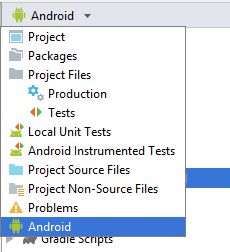 Android
Project
Packages
Project Files
Production
Tests
Local Unit Tests
Android Instrumented Tests
Project Source Files
Project Non-Source Files
Problems
Android
Gradle Scripts